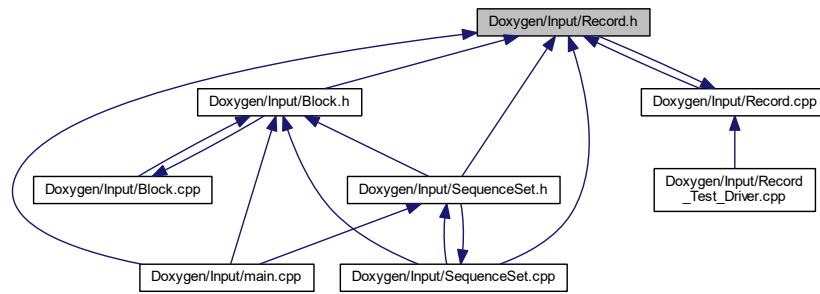 Doxygen/Input/Record.h
Doxygen/Input/Block.h
Doxygen/Input/Record.cpp
Doxygen/Input/Block.cpp
Doxygen/Input/SequenceSet.h
Doxygen/Input/Record
_Test_Driver.cpp
Doxygen/Input/main.cpp
Doxygen/Input/SequenceSet.cpp